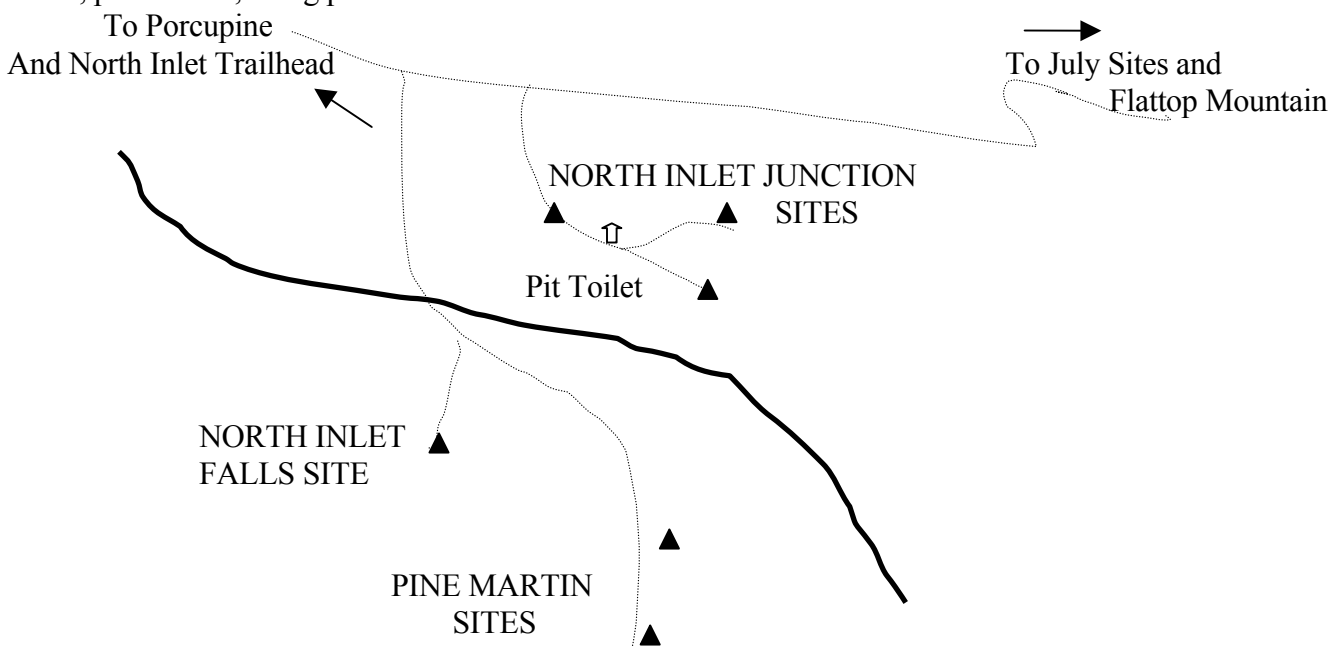 To Porcupine
And North Inlet Trailhead
To July Sites and
Flattop Mountain
NORTH INLET JUNCTION
SITES
Pit Toilet
NORTH INLET
FALLS SITE
PINE MARTIN
SITES